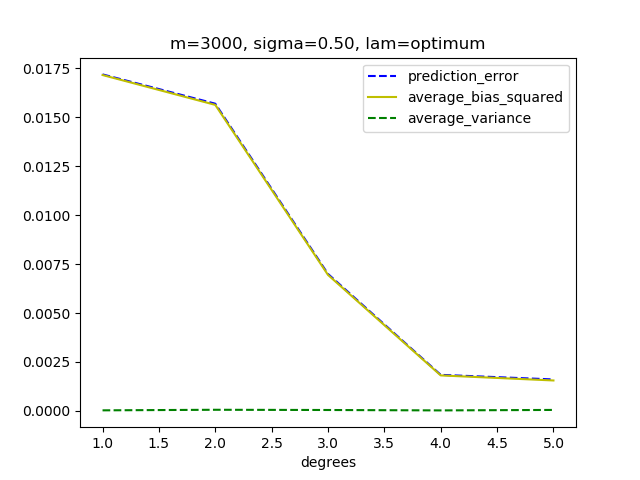 m=3000, sigma=0.50, lam=optimum
prediction_error
average_bias_squared
average_variance
0.0175
0.0150
0.0125
0.0100
0.0075
0.0050
0.0025
0.0000
1.0 1.5 2.0 2.5 3.0 3.5 4.0 4.5 5.0
degrees